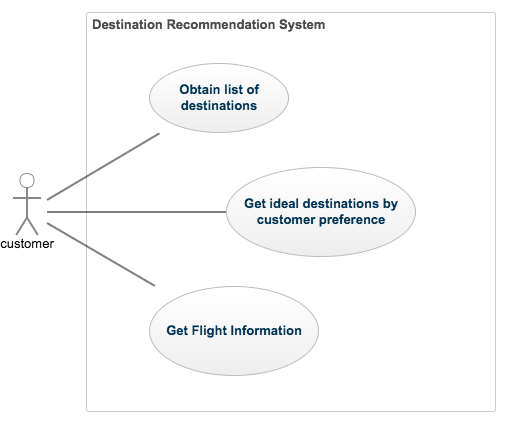 Destination Recommendation System
Obtain list of
destinations
Get ideal destinations by
customer preference
customer
Get Flight Information